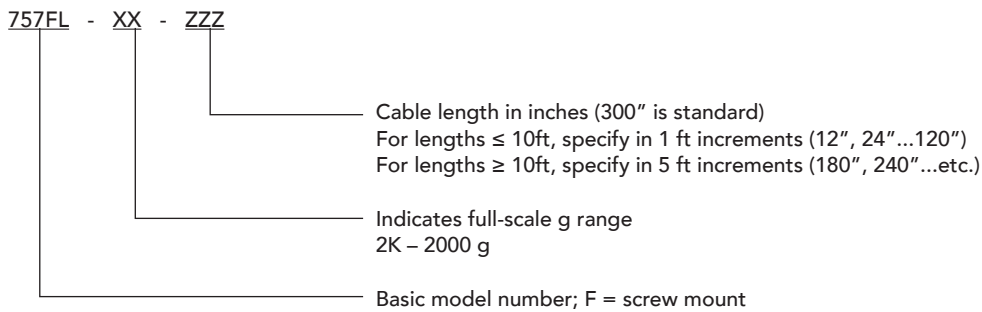 757FL - XX - ZZZ
Cable length in inches (300” is standard)
For lengths ≤ 10ft, specify in 1 ft increments (12”, 24”...120”)
For lengths ≥ 10ft, specify in 5 ft increments (180”, 240”...etc.)
Indicates full-scale g range
2K – 2000 g
Basic model number; F = screw mount